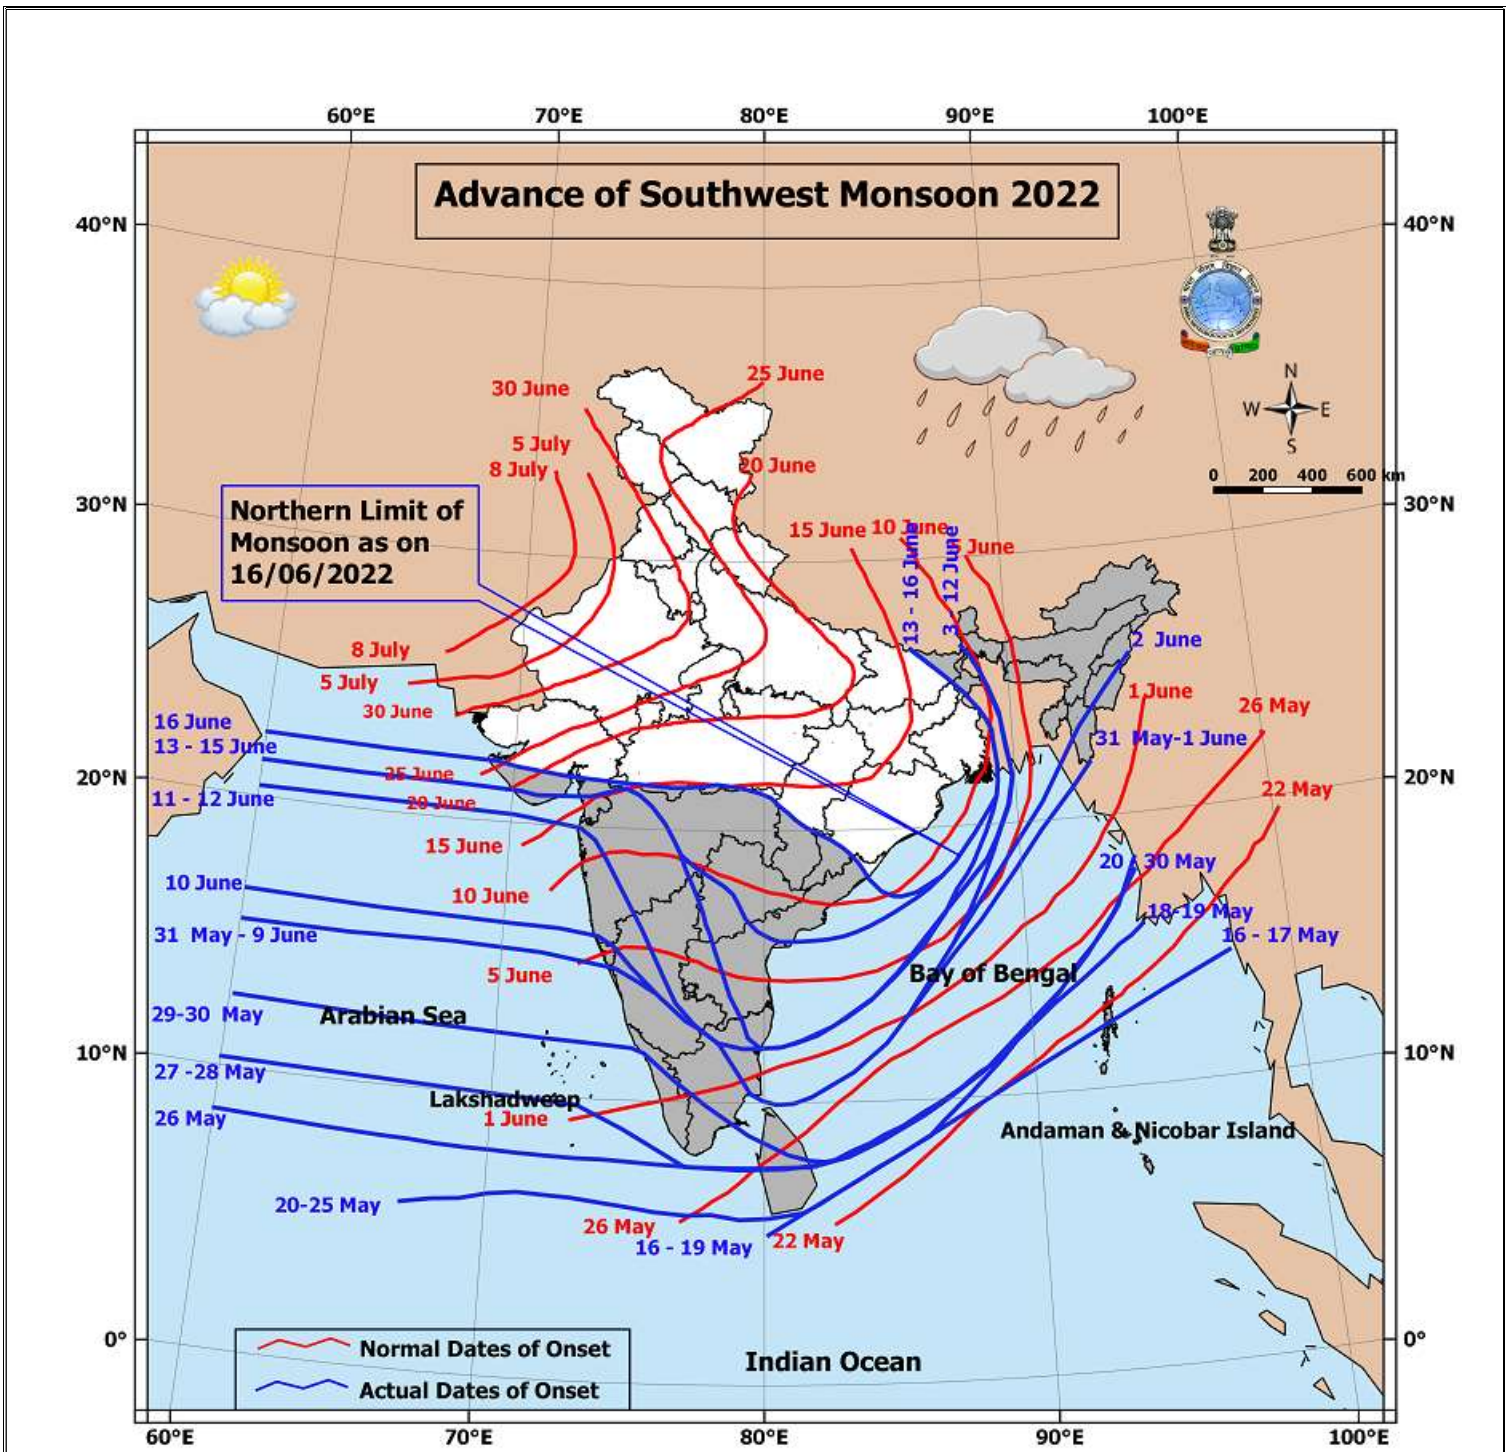 60°E 70°E 80°E 90°E 100°E
Advance of Southwest Monsoon 2022
40°N 40°N
N
W E
S
25 June
30 June
5 July
8 July
20 June
0 200 400 600 km
30°N 30°N
Northern Limit of
Monsoon as on
16/06/2022
15 June 10 June 5 June
13 - 16 June
3 - 12 June
2 June
8 July
5 July
30 June
1 June
26 May
16 June
13 - 15 June
31 May-1 June
20°N 20°N
25 June
22 May
11 - 12 June
20 June
15 June
20 - 30 May
10 June
10 June
18-19 May
31 May - 9 June
16 - 17 May
5 June
Bay of Bengal
29-30 May
Arabian Sea
10°N 10°N
27 -28 May
Lakshadweep
26 May
1 June
Andaman & Nicobar Island
20-25 May
26 May
16 - 19 May
22 May
0° 0°
Normal Dates of Onset
Indian Ocean
Actual Dates of Onset
60°E 70°E 80°E 90°E 100°E